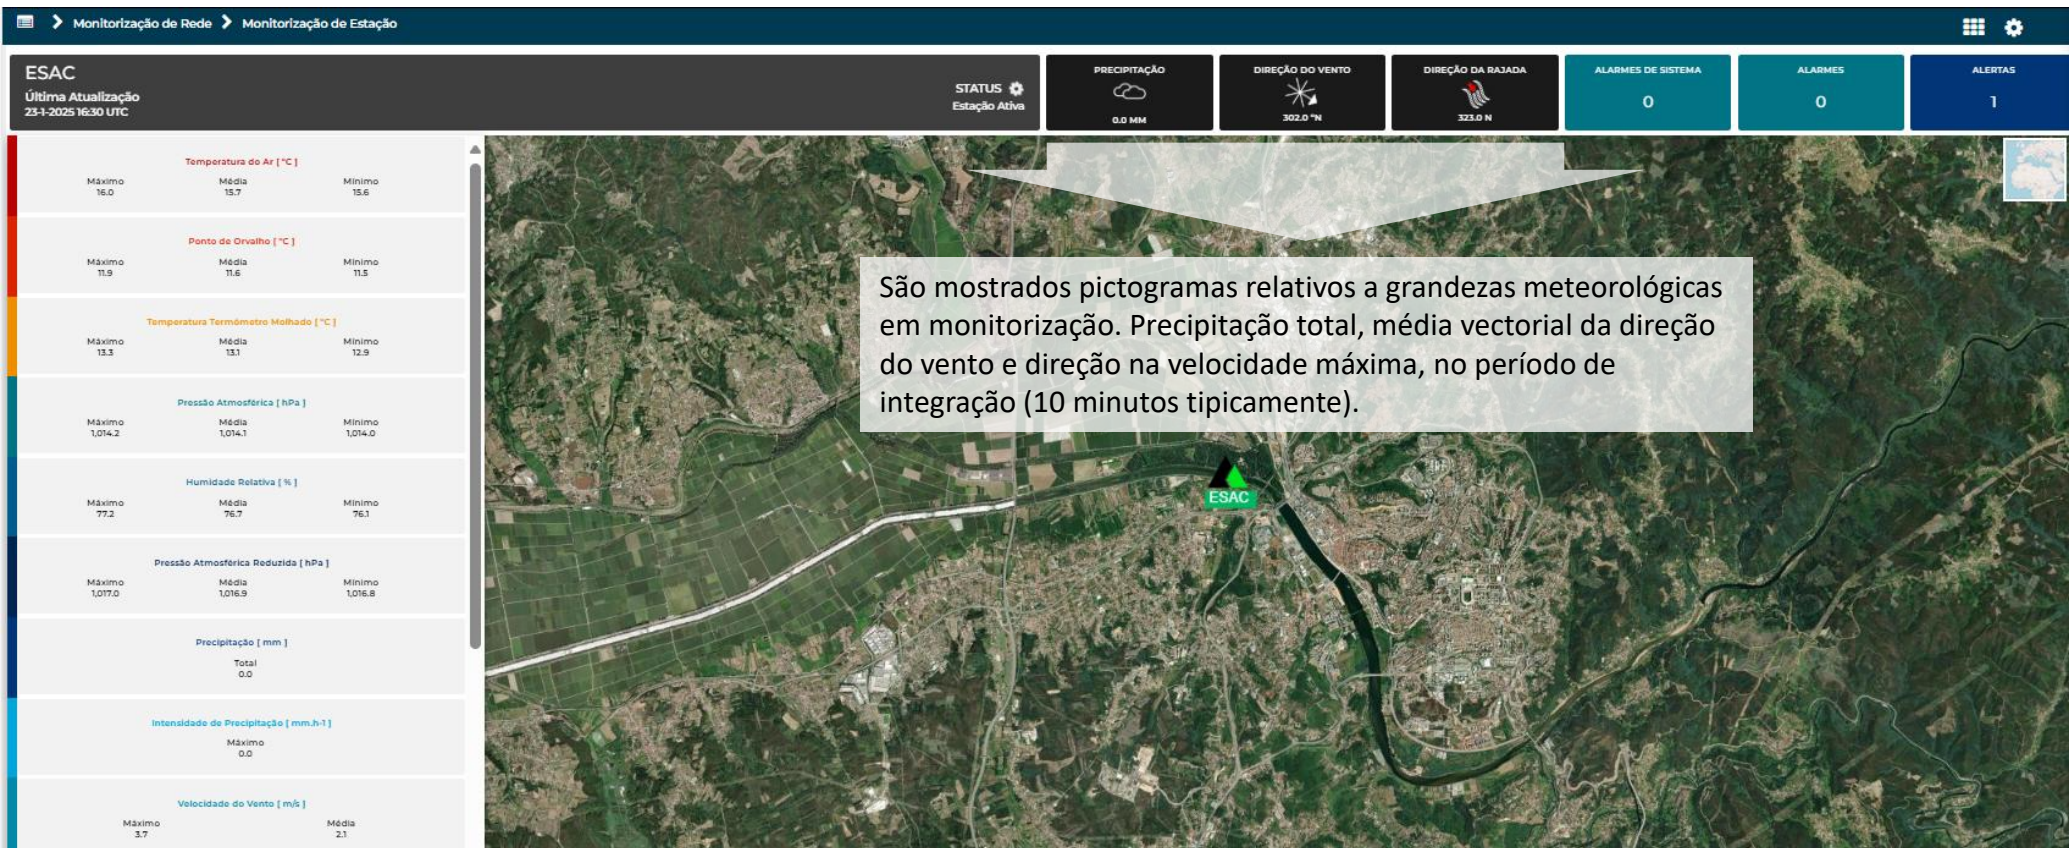 Monitorização de Rede Monitorização de Estação
ESAC
Última Atualização
23-1-2025 16:30 UTC
STATUS
Estação Ativa
PRECIPITAÇÃO
0.0 MM
DIREÇÃO DO VENTO
302.0 °N
DIREÇÃO DA RAJADA
323.0 N
ALARMES DE SISTEMA
0
ALARMES
0
ALERTAS
1
Temperatura do Ar [ °C ]
Máximo Média Mínimo
16.0 15.7 15.6
Ponto de Orvalho [ °C ]
Máximo Média Mínimo
11.9 11.6 11.5
Temperatura Termómetro Molhado [ °C ]
Máximo Média Mínimo
13.3 13.1 12.9
Pressão Atmosférica [ hPa ]
Máximo Média Mínimo
1,014.2 1,014.1 1,014.0
Humidade Relativa [ % ]
Máximo Média Mínimo
77.2 76.7 76.1
Pressão Atmosférica Reduzida [ hPa ]
Máximo Média Mínimo
1,017.0 1,016.9 1,016.8
Precipitação [ mm ]
Total
0.0
Intensidade de Precipitação [ mm.h-1 ]
Máximo
0.0
Velocidade do Vento [ m/s ]
Máximo Média
3.7 2.1
São mostrados pictogramas relativos a grandezas meteorológicas
em monitorização. Precipitação total, média vectorial da direção
do vento e direção na velocidade máxima, no período de
integração (10 minutos tipicamente).
ESAC